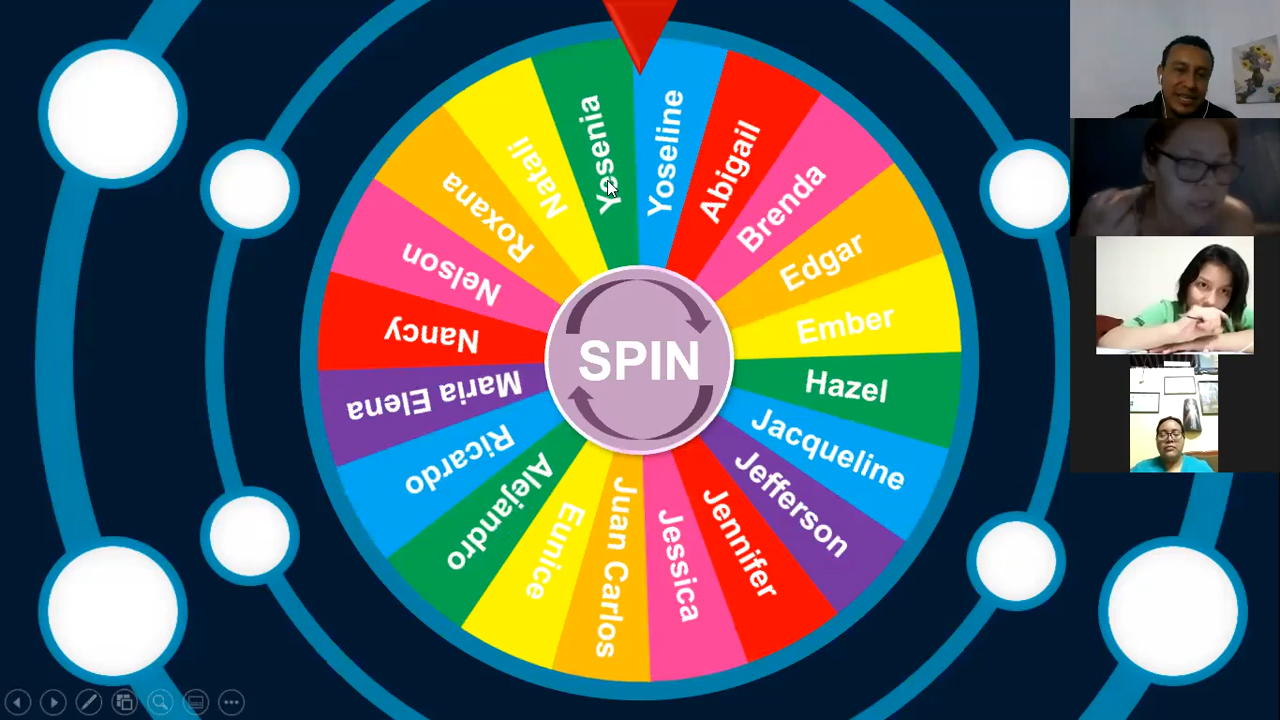 Yoseline
Abigail
Brenda
Edgar
Ember
Hazel
Jacqueline
Jefferson
Jennifer
Jessica
Juan Carlos
Eunice
Alejandro
Ricardo
Maria Elena
Nancy
Nelson
Roxana
Natali
Yosenia
SPIN